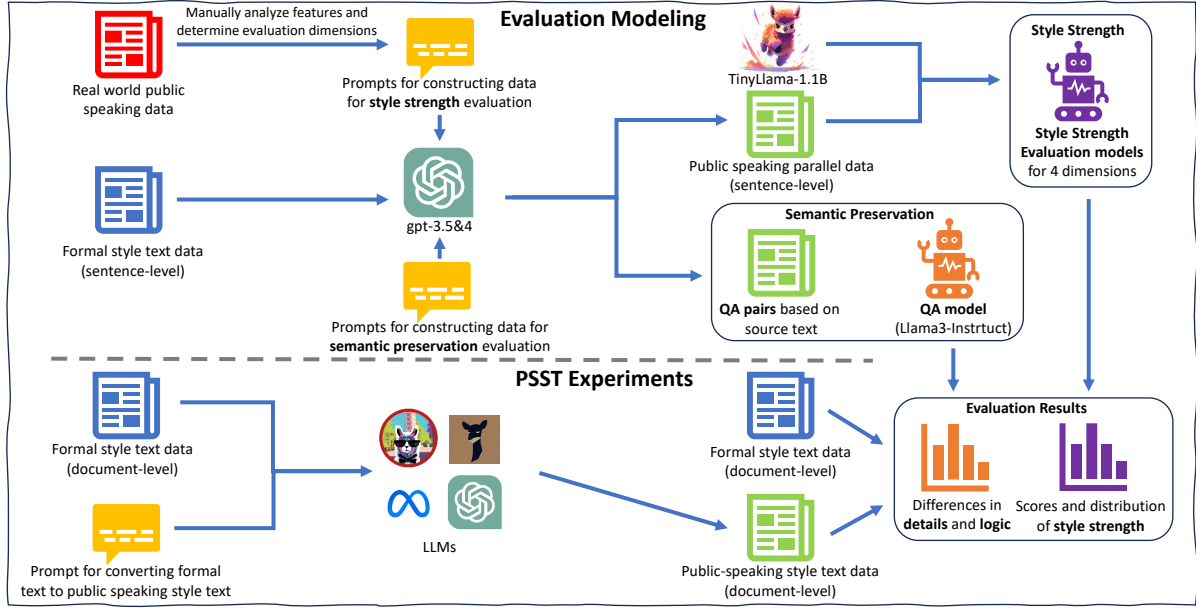 Manually analyze features and
determine evaluation dimensions
Evaluation Modeling
Real world public
speaking data
Prompts for constructing data
for style strength evaluation
TinyLlama-1.1B
Style Strength
Style Strength
Evaluation models
for 4 dimensions
Public speaking parallel data
(sentence-level)
Formal style text data
(sentence-level)
gpt-3.5&4
Semantic Preservation
QA pairs based on
source text
QA model
(Llama3-Instrtuct)
Prompts for constructing data for
semantic preservation evaluation
PSST Experiments
Formal style text data
(document-level)
LLMs
Prompt for converting formal
text to public speaking style text
Formal style text data
(document-level)
Public-speaking style text data
(document-level)
Evaluation Results
Differences in
details and logic
Scores and distribution
of style strength